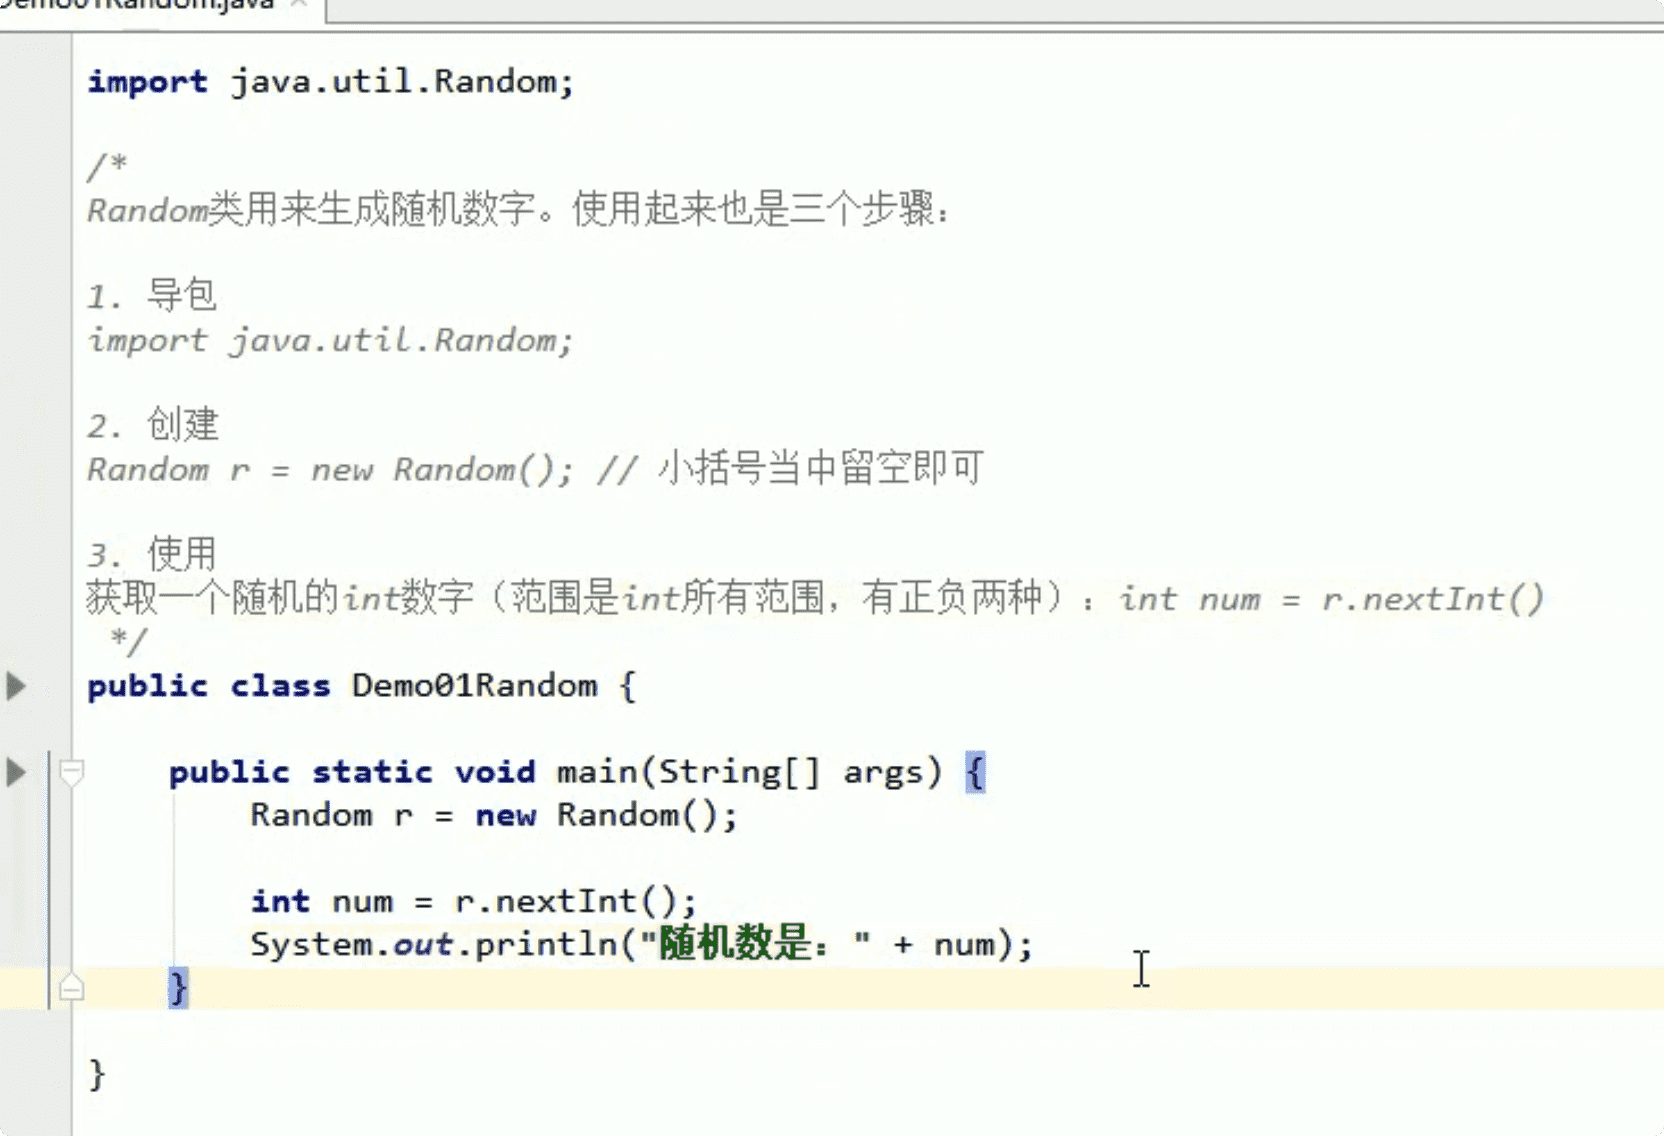 Demo01Random.java
import java.util.Random;
/*
Random类用来生成随机数字。使用起来也是三个步骤：
1. 导包
import java.util.Random;
2. 创建
Random r = new Random(); // 小括号当中留空即可
3. 使用
获取一个随机的int数字（范围是int所有范围，有正负两种）：int num = r.nextInt()
*/
public class Demo01Random {
public static void main(String[] args) {
Random r = new Random();
int num = r.nextInt();
System.out.println("随机数是：" + num);
}
}